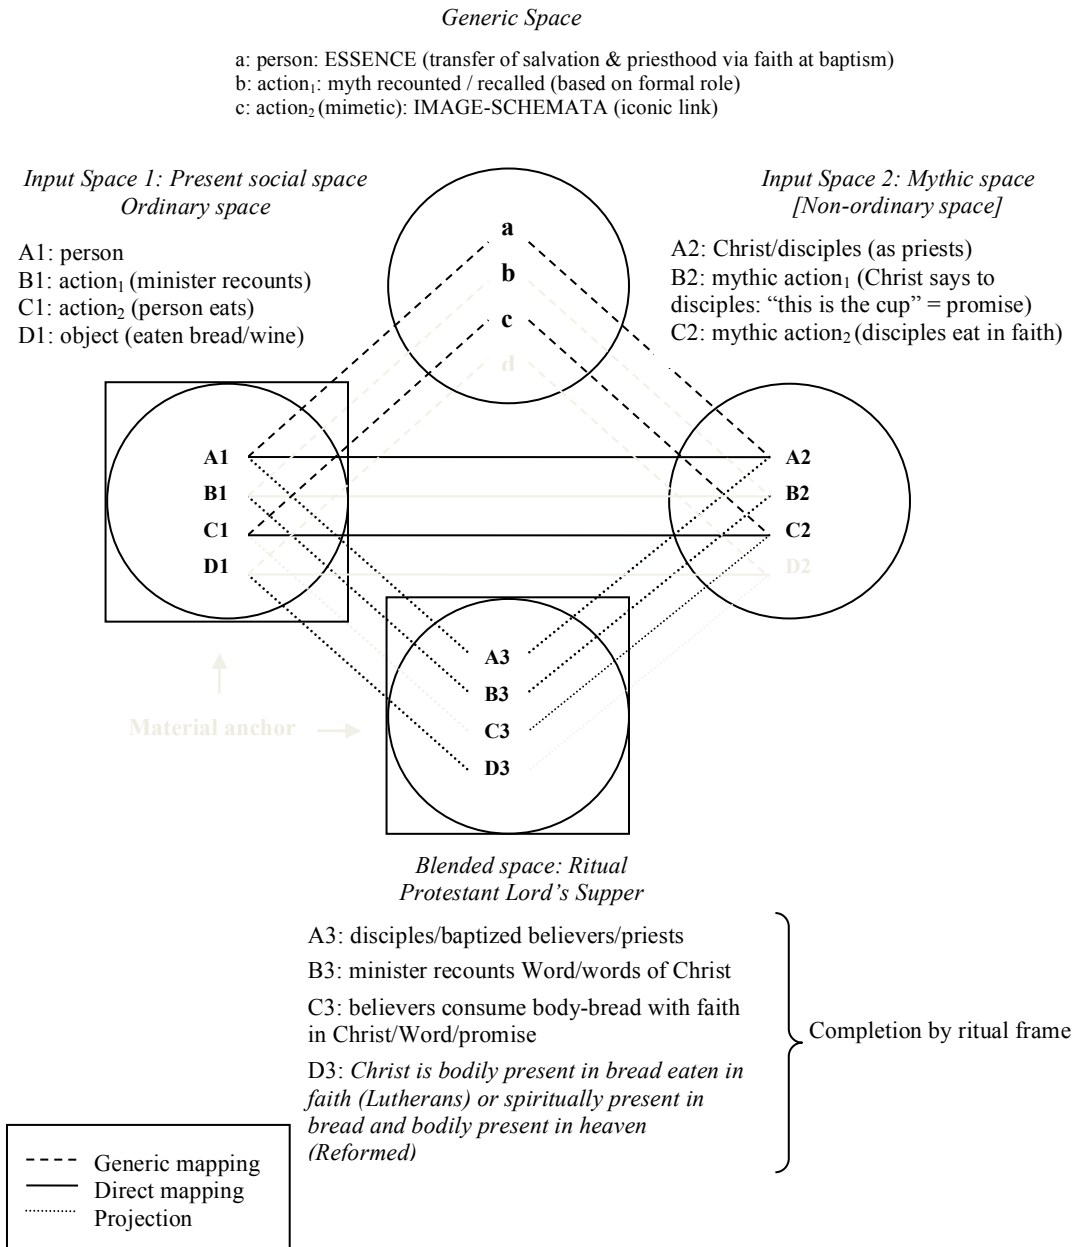 Generic Space
a: person: ESSENCE (transfer of salvation & priesthood via faith at baptism)
b: action₁: myth recounted / recalled (based on formal role)
c: action₂ (mimetic): IMAGE-SCHEMATA (iconic link)
Input Space 1: Present social space
Ordinary space
A1: person
B1: action₁ (minister recounts)
C1: action₂ (person eats)
D1: object (eaten bread/wine)
Input Space 2: Mythic space
[Non-ordinary space]
A2: Christ/disciples (as priests)
B2: mythic action₁ (Christ says to
disciples: “this is the cup” = promise)
C2: mythic action₂ (disciples eat in faith)
a
b
c
d
A1
B1
C1
D1
A2
B2
C2
D2
Material anchor
A3
B3
C3
D3
Blended space: Ritual
Protestant Lord’s Supper
A3: disciples/baptized believers/priests
B3: minister recounts Word/words of Christ
C3: believers consume body-bread with faith
in Christ/Word/promise
D3: Christ is bodily present in bread eaten in
faith (Lutherans) or spiritually present in
bread and bodily present in heaven
(Reformed)
Completion by ritual frame
Generic mapping
Direct mapping
Projection